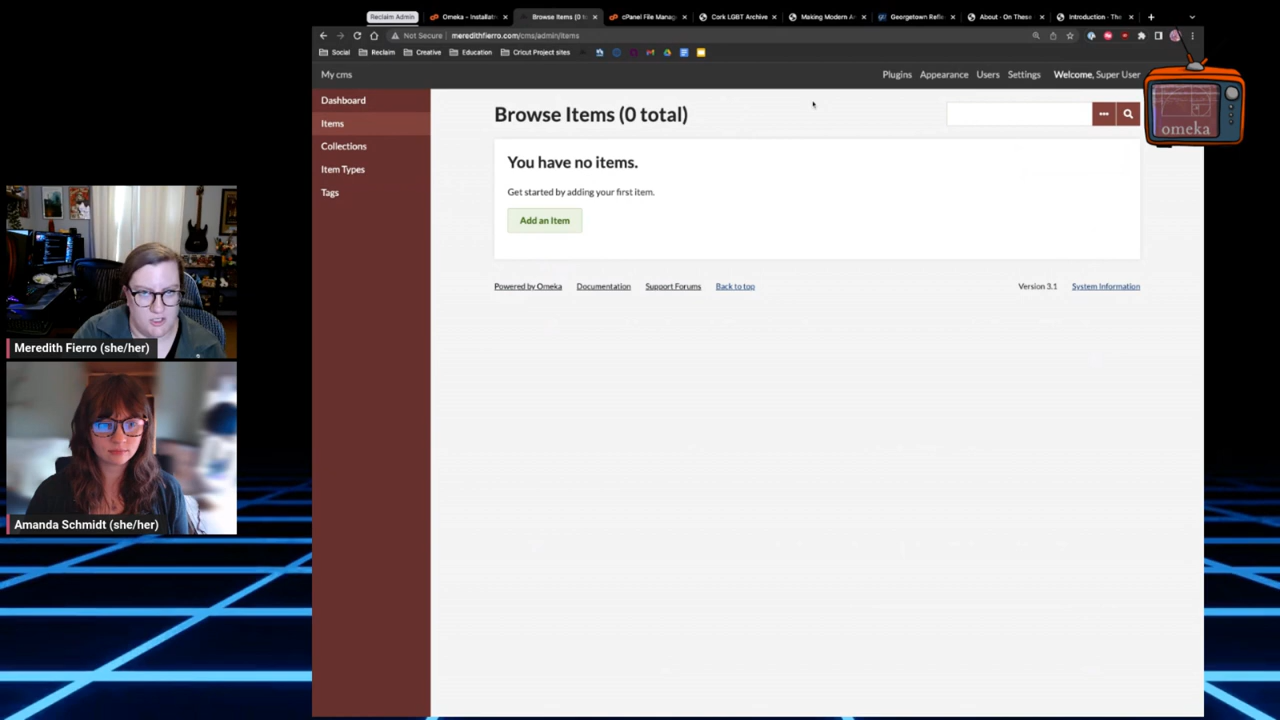 Reclaim Admin
Omeka - Installatr
Browse Items (0 t
cPanel File Manag
Cork LGBT Archive
Making Modern A
Georgetown Refle
About · On These
Introduction · The
Not Secure
meredithfierro.com/cms/admin/items
Social
Reclaim
Creative
Education
Cricut Project sites
My cms
Plugins
Appearance
Users
Settings
Welcome, Super User
omeka
Dashboard
Items
Collections
Item Types
Tags
Browse Items (0 total)
You have no items.
Get started by adding your first item.
Add an Item
Powered by Omeka
Documentation
Support Forums
Back to top
Version 3.1
System Information
Meredith Fierro (she/her)
Amanda Schmidt (she/her)